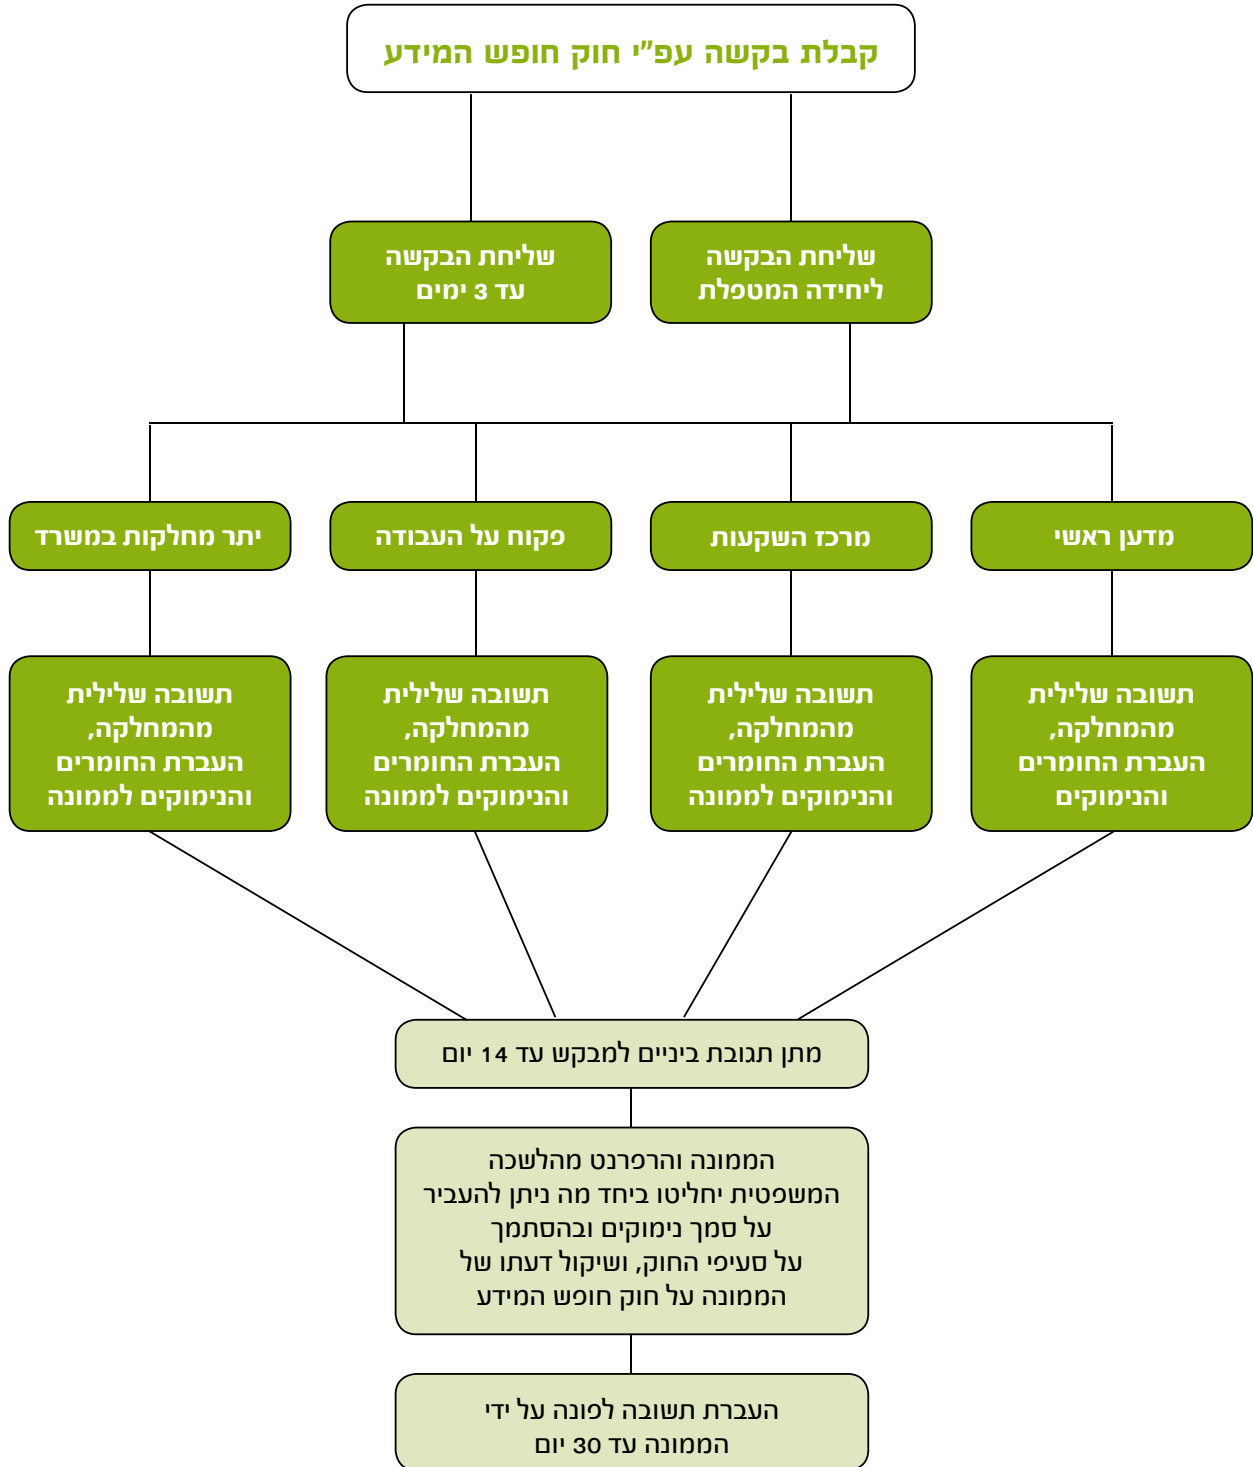 קבלת בקשה עפ"י חוק חופש המידע
שליחת הבקשה
ליחידה המטפלת
שליחת הבקשה
עד 3 ימים
מדען ראשי
מרכז השקעות
פקוח על העבודה
יתר מחלקות במשרד
תשובה שלילית
מהמחלקה,
העברת החומרים
והנימוקים
תשובה שלילית
מהמחלקה,
העברת החומרים
והנימוקים לממונה
תשובה שלילית
מהמחלקה,
העברת החומרים
והנימוקים לממונה
תשובה שלילית
מהמחלקה,
העברת החומרים
והנימוקים לממונה
מתן תגובת ביניים למבקש עד 14 יום
הממונה והרפרנט מהלשכה
המשפטית יחליטו ביחד מה ניתן להעביר
על סמך נימוקים ובהסתמך
על סעיפי החוק, ושיקול דעתו של
הממונה על חוק חופש המידע
העברת תשובה לפונה על ידי
הממונה עד 30 יום